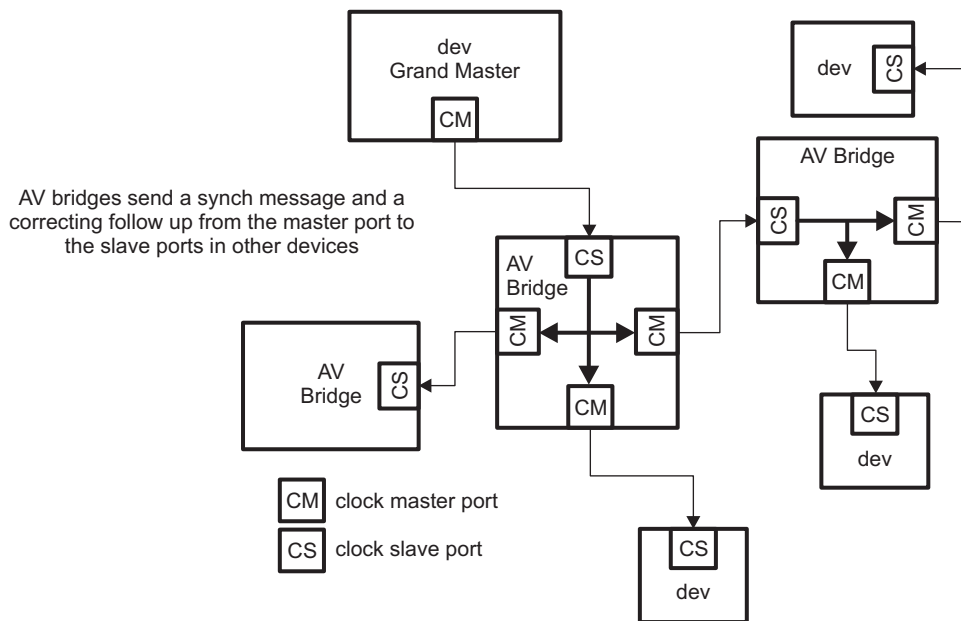 dev
Grand Master
CM
dev
CS
AV Bridge
CS
CM
CM
AV bridges send a synch message and a
correcting follow up from the master port to
the slave ports in other devices
CS
AV
Bridge
CM
CM
CM
AV
Bridge
CS
CS
dev
CM clock master port
CS clock slave port
CS
dev